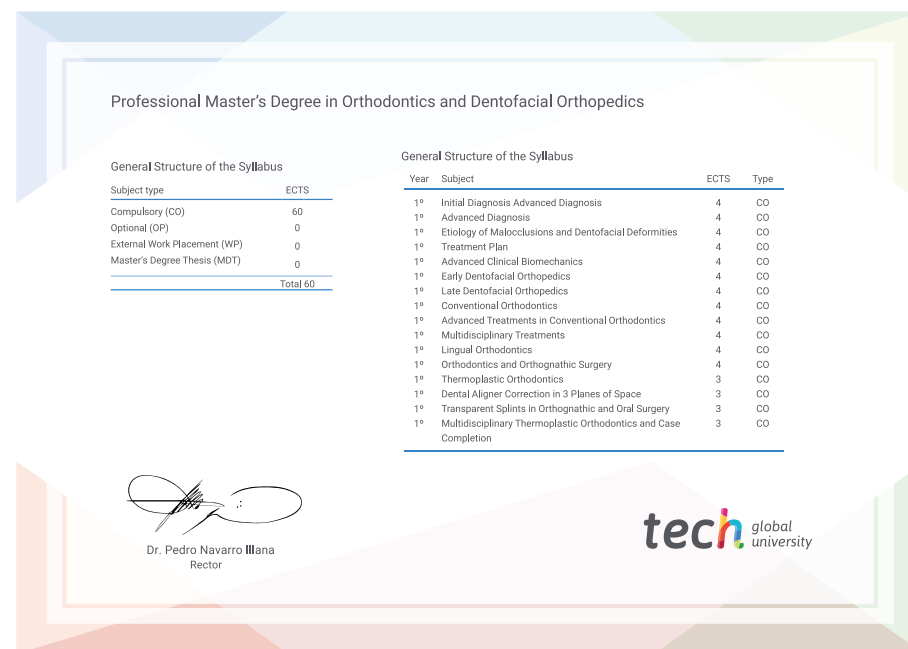 Professional Master's Degree in Orthodontics and Dentofacial Orthopedics
General Structure of the Syllabus
Subject type ECTS
Compulsory (CO) 60
Optional (OP) 0
External Work Placement (WP) 0
Master's Degree Thesis (MDT) 0
Total 60
General Structure of the Syllabus
Year Subject ECTS Type
1º Initial Diagnosis Advanced Diagnosis 4 CO
1º Advanced Diagnosis 4 CO
1º Etiology of Malocclusions and Dentofacial Deformities 4 CO
1º Treatment Plan 4 CO
1º Advanced Clinical Biomechanics 4 CO
1º Early Dentofacial Orthopedics 4 CO
1º Late Dentofacial Orthopedics 4 CO
1º Conventional Orthodontics 4 CO
1º Advanced Treatments in Conventional Orthodontics 4 CO
1º Multidisciplinary Treatments 4 CO
1º Lingual Orthodontics 4 CO
1º Orthodontics and Orthognathic Surgery 4 CO
1º Thermoplastic Orthodontics 3 CO
1º Dental Aligner Correction in 3 Planes of Space 3 CO
1º Transparent Splints in Orthognathic and Oral Surgery 3 CO
1º Multidisciplinary Thermoplastic Orthodontics and Case 3 CO
Completion
Dr. Pedro Navarro Illana
Rector
tech global
university